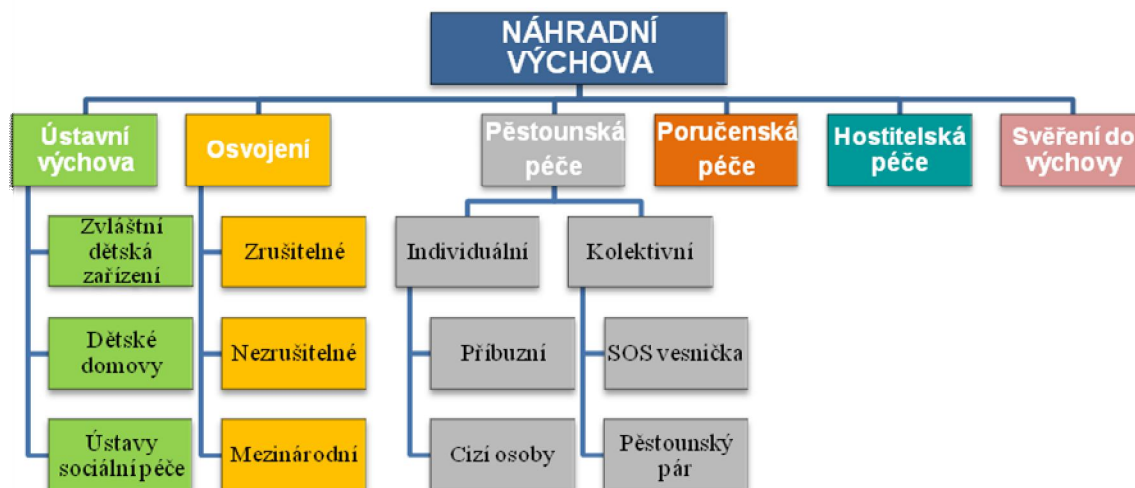 NÁHRADNÍ
VÝCHOVA
Ústavní
výchova
Osvojení
Pěstounská
péče
Poručenská
péče
Hostitelská
péče
Svěření do
výchovy
Zvláštní
dětská
zařízení
Zrušitelné
Individuální
Kolektivní
Dětské
domovy
Nezrušitelné
Příbuzní
SOS vesnička
Ústavy
sociální péče
Mezinárodní
Cizí osoby
Pěstounský
pár